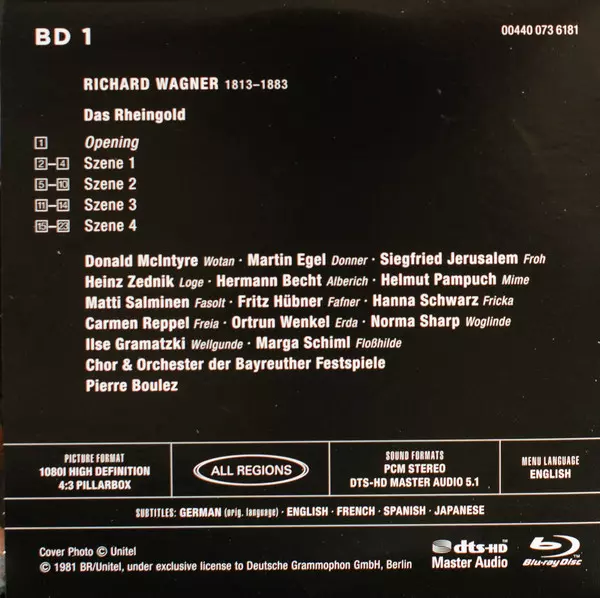 BD 1
00440 073 6181
RICHARD WAGNER 1813–1883
Das Rheingold
1 Opening
2–4 Szene 1
5–10 Szene 2
11–14 Szene 3
15–23 Szene 4
Donald McIntyre Wotan · Martin Egel Donner · Siegfried Jerusalem Froh
Heinz Zednik Loge · Hermann Becht Alberich · Helmut Pampuch Mime
Matti Salminen Fasolt · Fritz Hübner Fafner · Hanna Schwarz Fricka
Carmen Reppel Freia · Ortrun Wenkel Erda · Norma Sharp Woglinde
Ilse Gramatzki Wellgunde · Marga Schiml Floßhilde
Chor & Orchester der Bayreuther Festspiele
Pierre Boulez
PICTURE FORMAT
1080I HIGH DEFINITION
4:3 PILLARBOX
ALL REGIONS
SOUND FORMATS
PCM STEREO
DTS-HD MASTER AUDIO 5.1
MENU LANGUAGE
ENGLISH
SUBTITLES: GERMAN (orig. language) · ENGLISH · FRENCH · SPANISH · JAPANESE
Cover Photo © Unitel
© 1981 BR/Unitel, under exclusive license to Deutsche Grammophon GmbH, Berlin
dts-HD
Master Audio
Blu-ray Disc